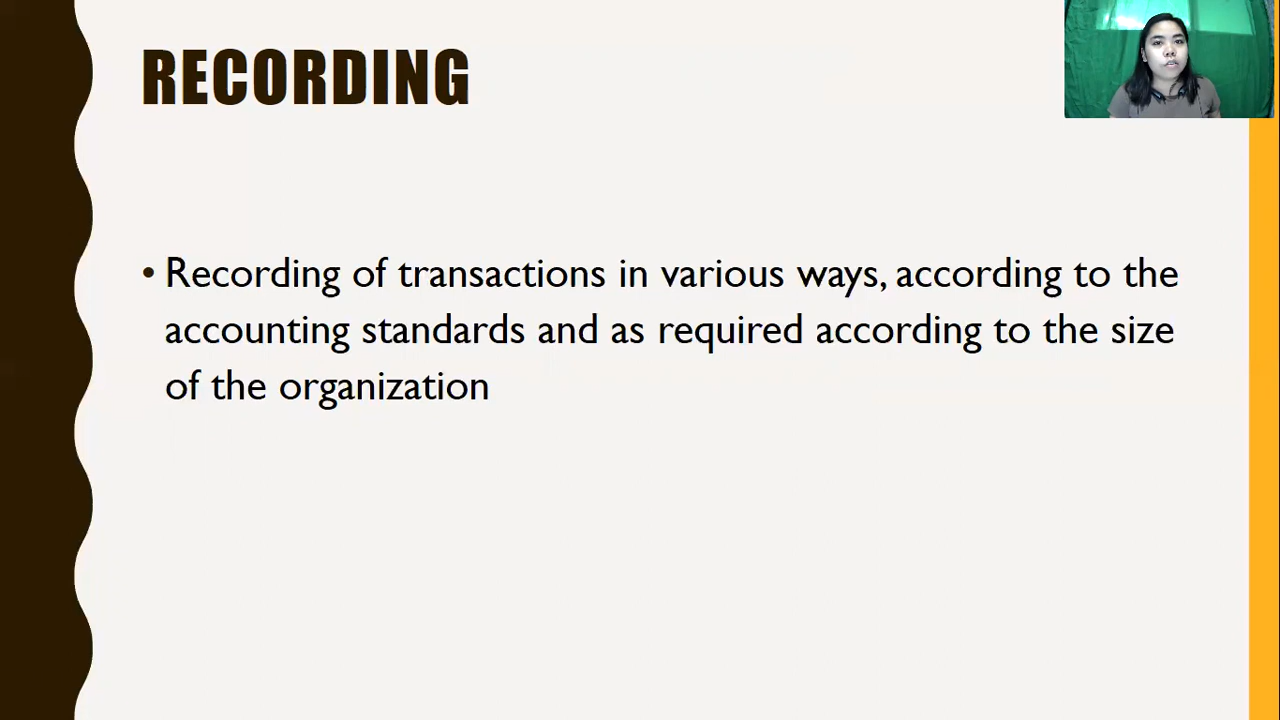 RECORDING
• Recording of transactions in various ways, according to the
accounting standards and as required according to the size
of the organization